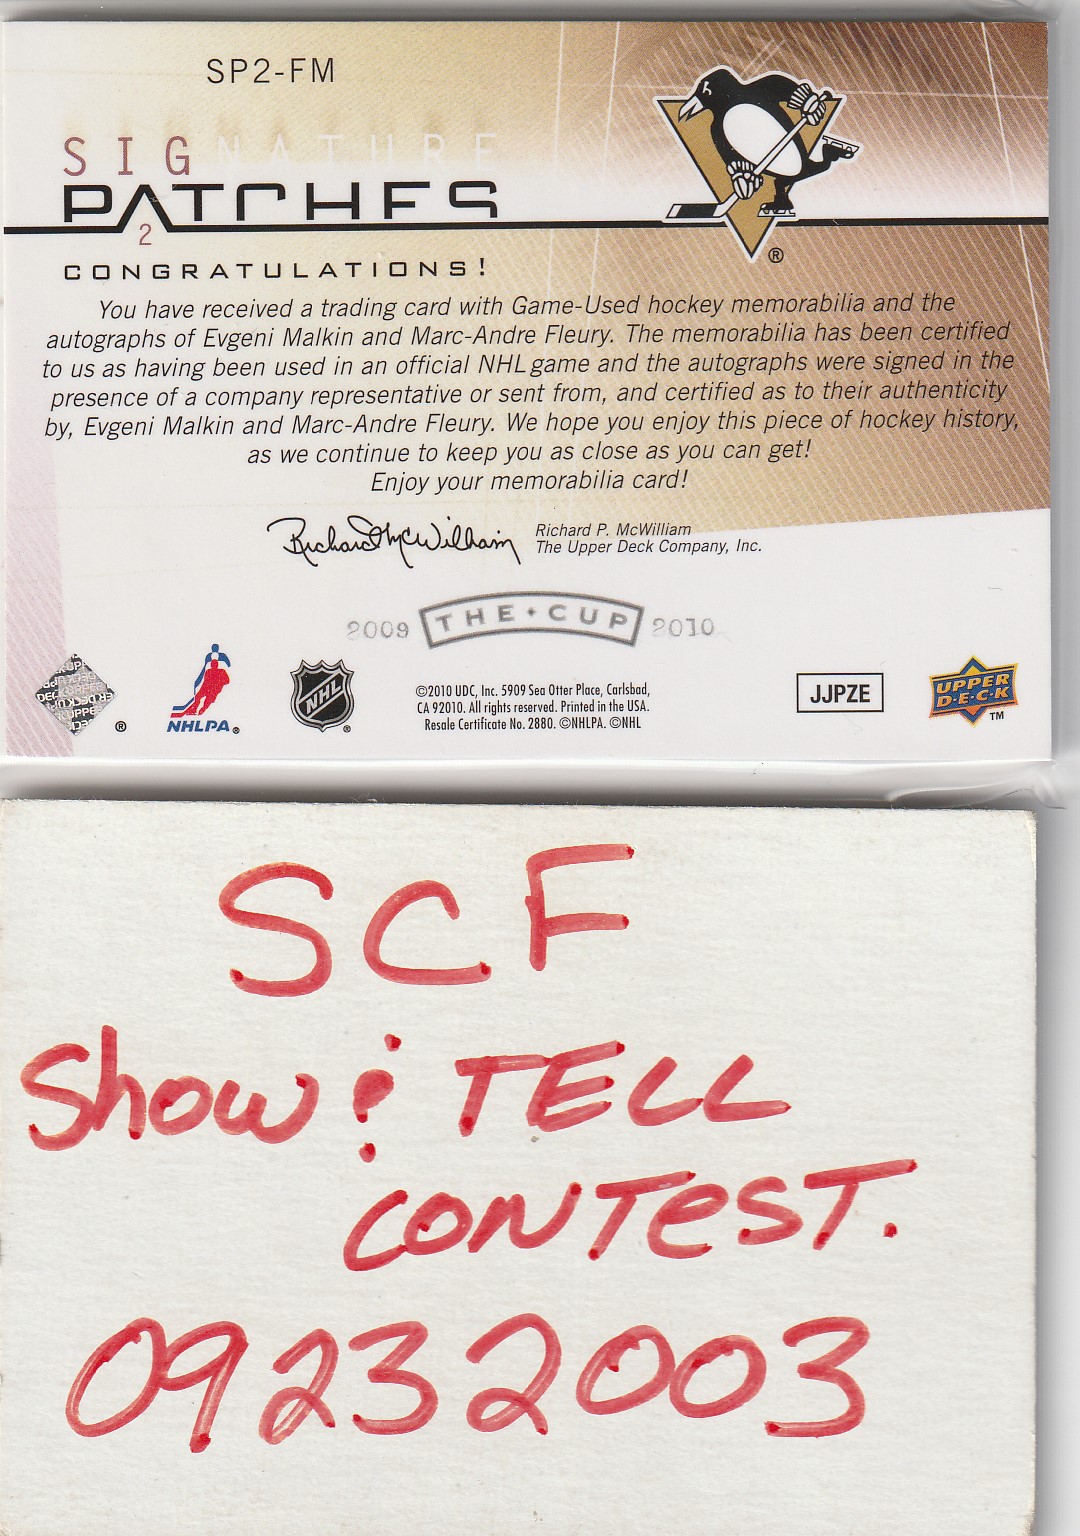 SP2-FM
SIGNATURE
PATCHES
2
CONGRATULATIONS!
You have received a trading card with Game-Used hockey memorabilia and the
autographs of Evgeni Malkin and Marc-Andre Fleury. The memorabilia has been certified
to us as having been used in an official NHL game and the autographs were signed in the
presence of a company representative or sent from, and certified as to their authenticity
by, Evgeni Malkin and Marc-Andre Fleury. We hope you enjoy this piece of hockey history,
as we continue to keep you as close as you can get!
Enjoy your memorabilia card!
Richard McWilliam
Richard P. McWilliam
The Upper Deck Company, Inc.
2009 THE CUP 2010
NHLPA®
NHL®
©2010 UDC, Inc. 5909 Sea Otter Place, Carlsbad,
CA 92010. All rights reserved. Printed in the USA.
Resale Certificate No. 2880. ©NHLPA. ©NHL
JJPZE
UPPER
D·E·C·K
TM
SCF
Show & TELL
CONTEST.
09232003